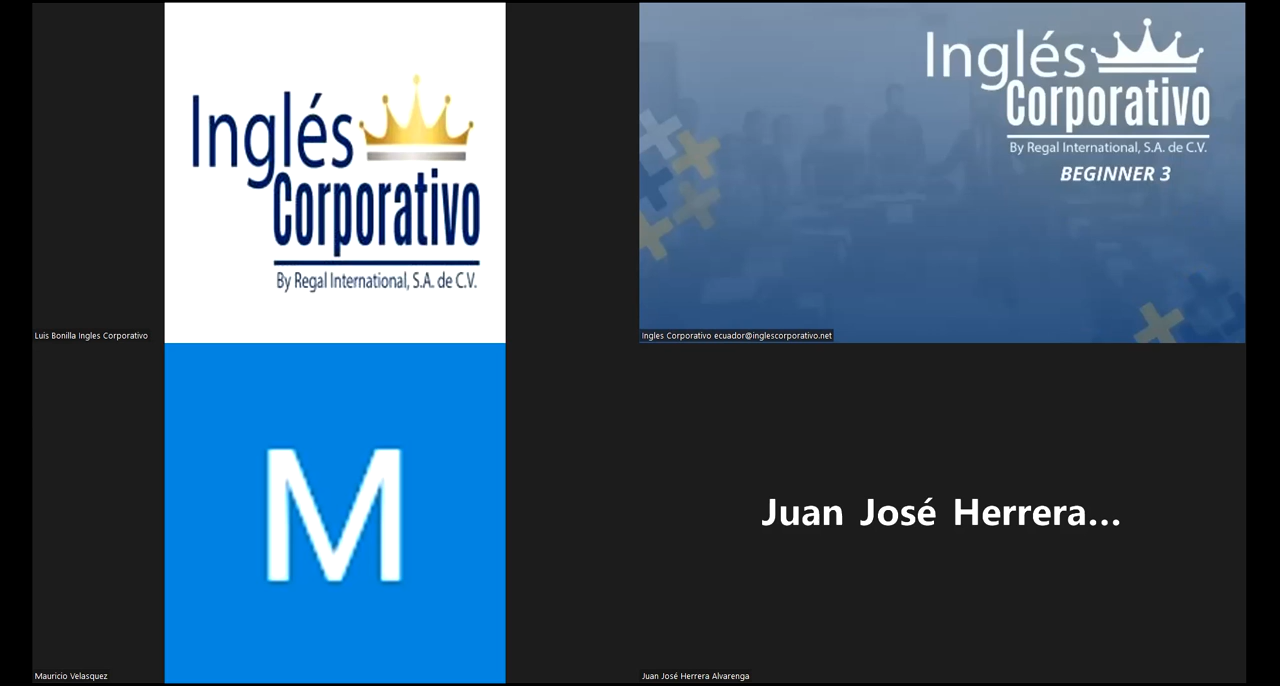 Inglés
Corporativo
By Regal International, S.A. de C.V.
Luis Bonilla Ingles Corporativo
Inglés
Corporativo
By Regal International, S.A. de C.V.
BEGINNER 3
Ingles Corporativo ecuador@inglescorporativo.net
M
Mauricio Velasquez
Juan José Herrera...
Juan José Herrera Alvarenga